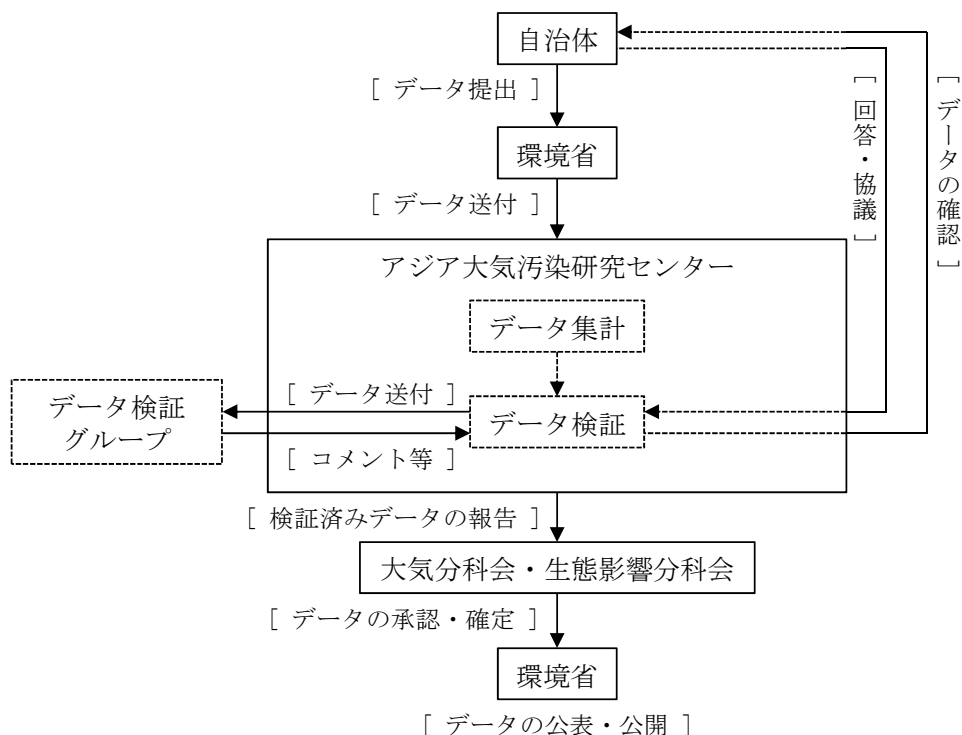 自治体
[ データ提出 ]
環境省
[ データ送付 ]
[ 回答・協議 ]
[ データの確認 ]
アジア大気汚染研究センター
データ集計
[ データ送付 ]
データ検証
グループ
データ検証
[ コメント等 ]
[ 検証済みデータの報告 ]
大気分科会・生態影響分科会
[ データの承認・確定 ]
環境省
[ データの公表・公開 ]